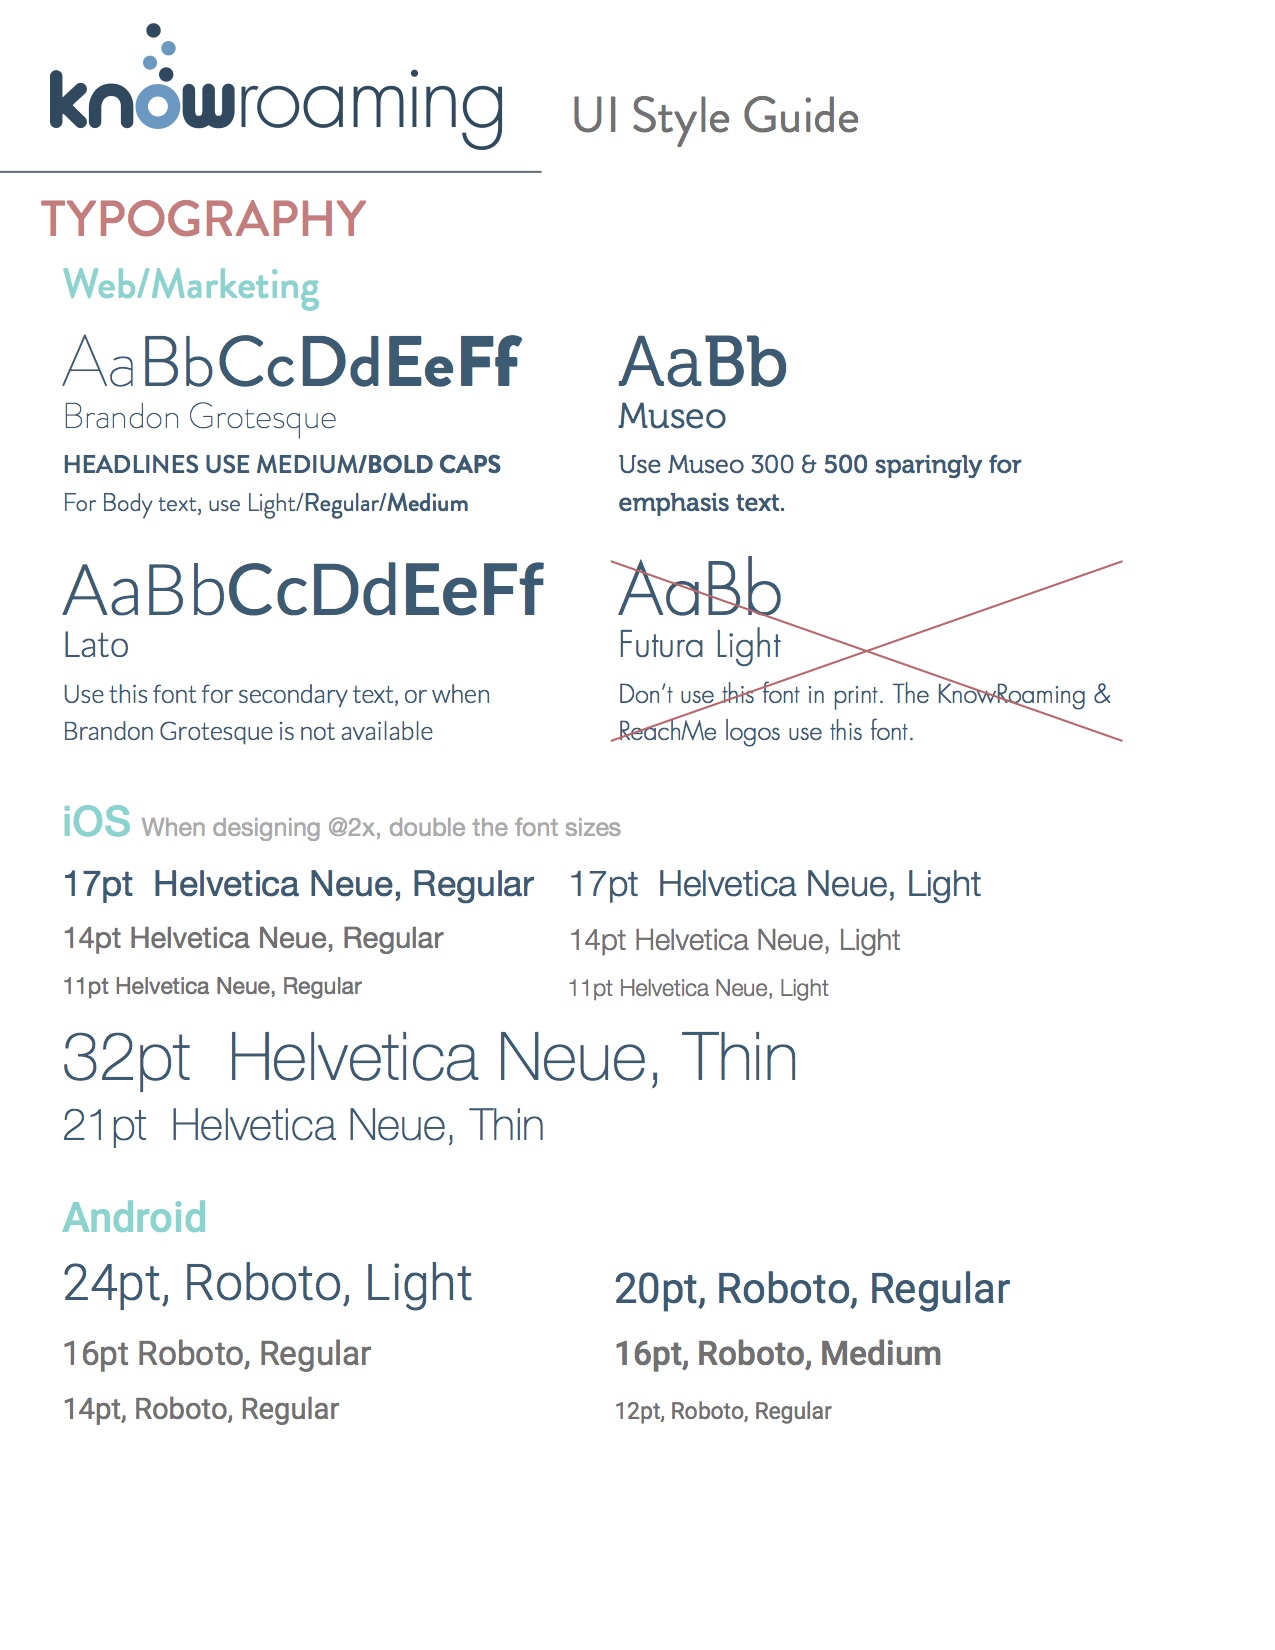 knowroaming
UI Style Guide
TYPOGRAPHY
Web/Marketing
AaBbCcDdEeFf
Brandon Grotesque
HEADLINES USE MEDIUM/BOLD CAPS
For Body text, use Light/Regular/Medium
AaBb
Museo
Use Museo 300 & 500 sparingly for
emphasis text.
AaBbCcDdEeFf
Lato
Use this font for secondary text, or when
Brandon Grotesque is not available
AaBb
Futura Light
Don't use this font in print. The KnowRoaming &
ReachMe logos use this font.
iOS When designing @2x, double the font sizes
17pt Helvetica Neue, Regular
17pt Helvetica Neue, Light
14pt Helvetica Neue, Regular
14pt Helvetica Neue, Light
11pt Helvetica Neue, Regular
11pt Helvetica Neue, Light
32pt Helvetica Neue, Thin
21pt Helvetica Neue, Thin
Android
24pt, Roboto, Light
20pt, Roboto, Regular
16pt Roboto, Regular
16pt, Roboto, Medium
14pt, Roboto, Regular
12pt, Roboto, Regular